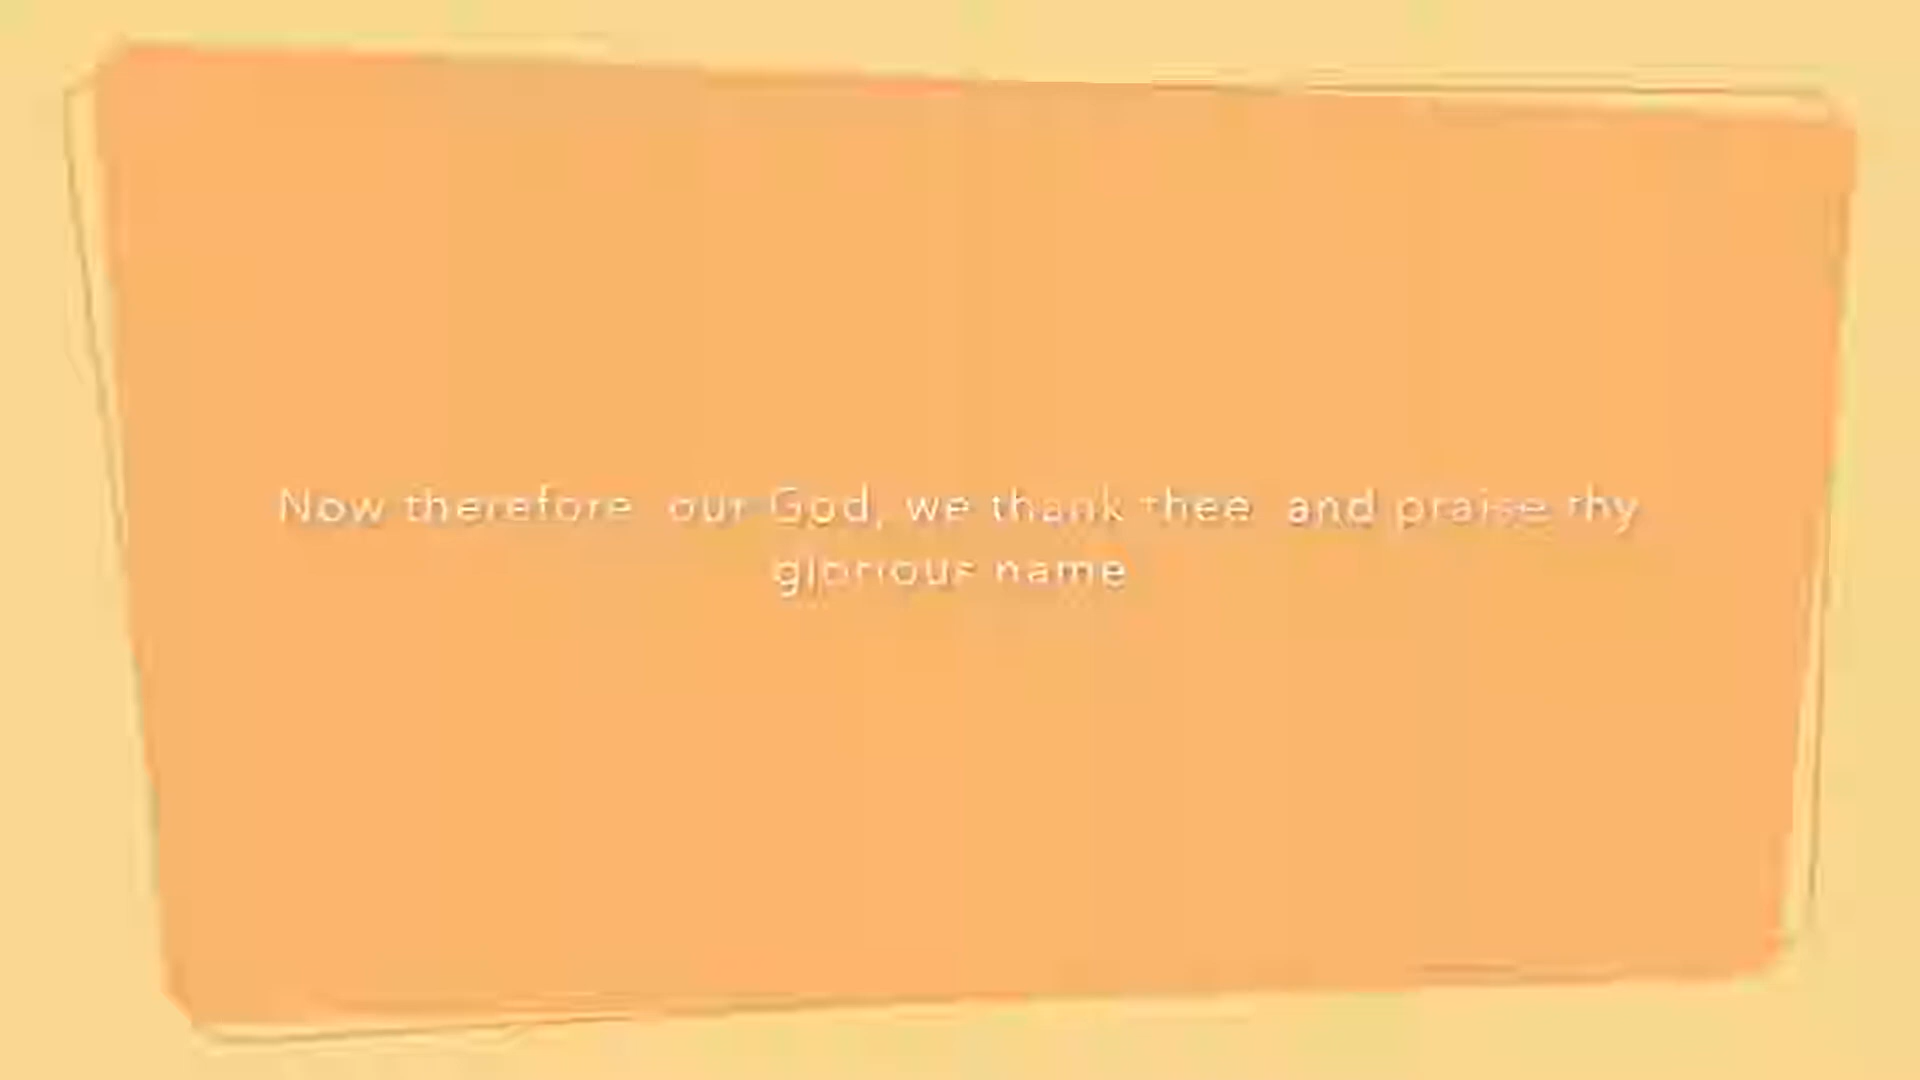 Now therefore, our God, we thank thee, and praise thy
glorious name.